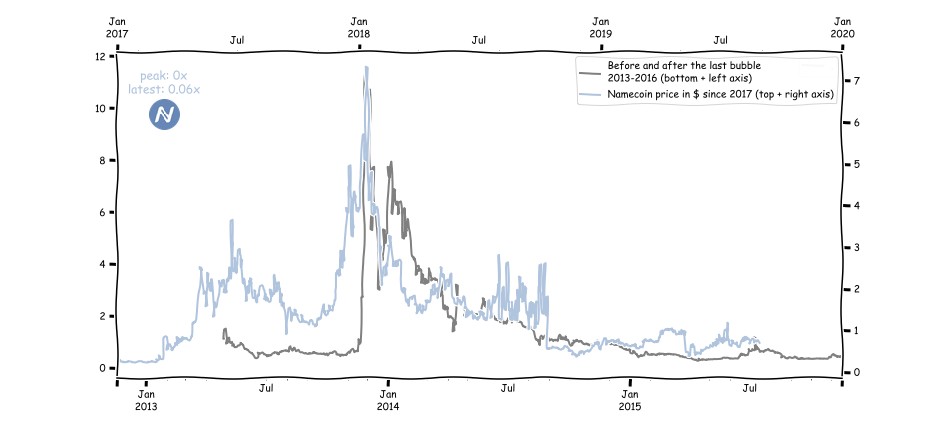 Jan
2017
Jul
Jan
2018
Jul
Jan
2019
Jul
Jan
2020
12
10
8
6
4
2
0
peak: 0x
latest: 0.06x
N
Before and after the last bubble
2013-2016 (bottom + left axis)
Namecoin price in $ since 2017 (top + right axis)
7
6
5
4
3
2
1
0
Jan
2013
Jul
Jan
2014
Jul
Jan
2015
Jul